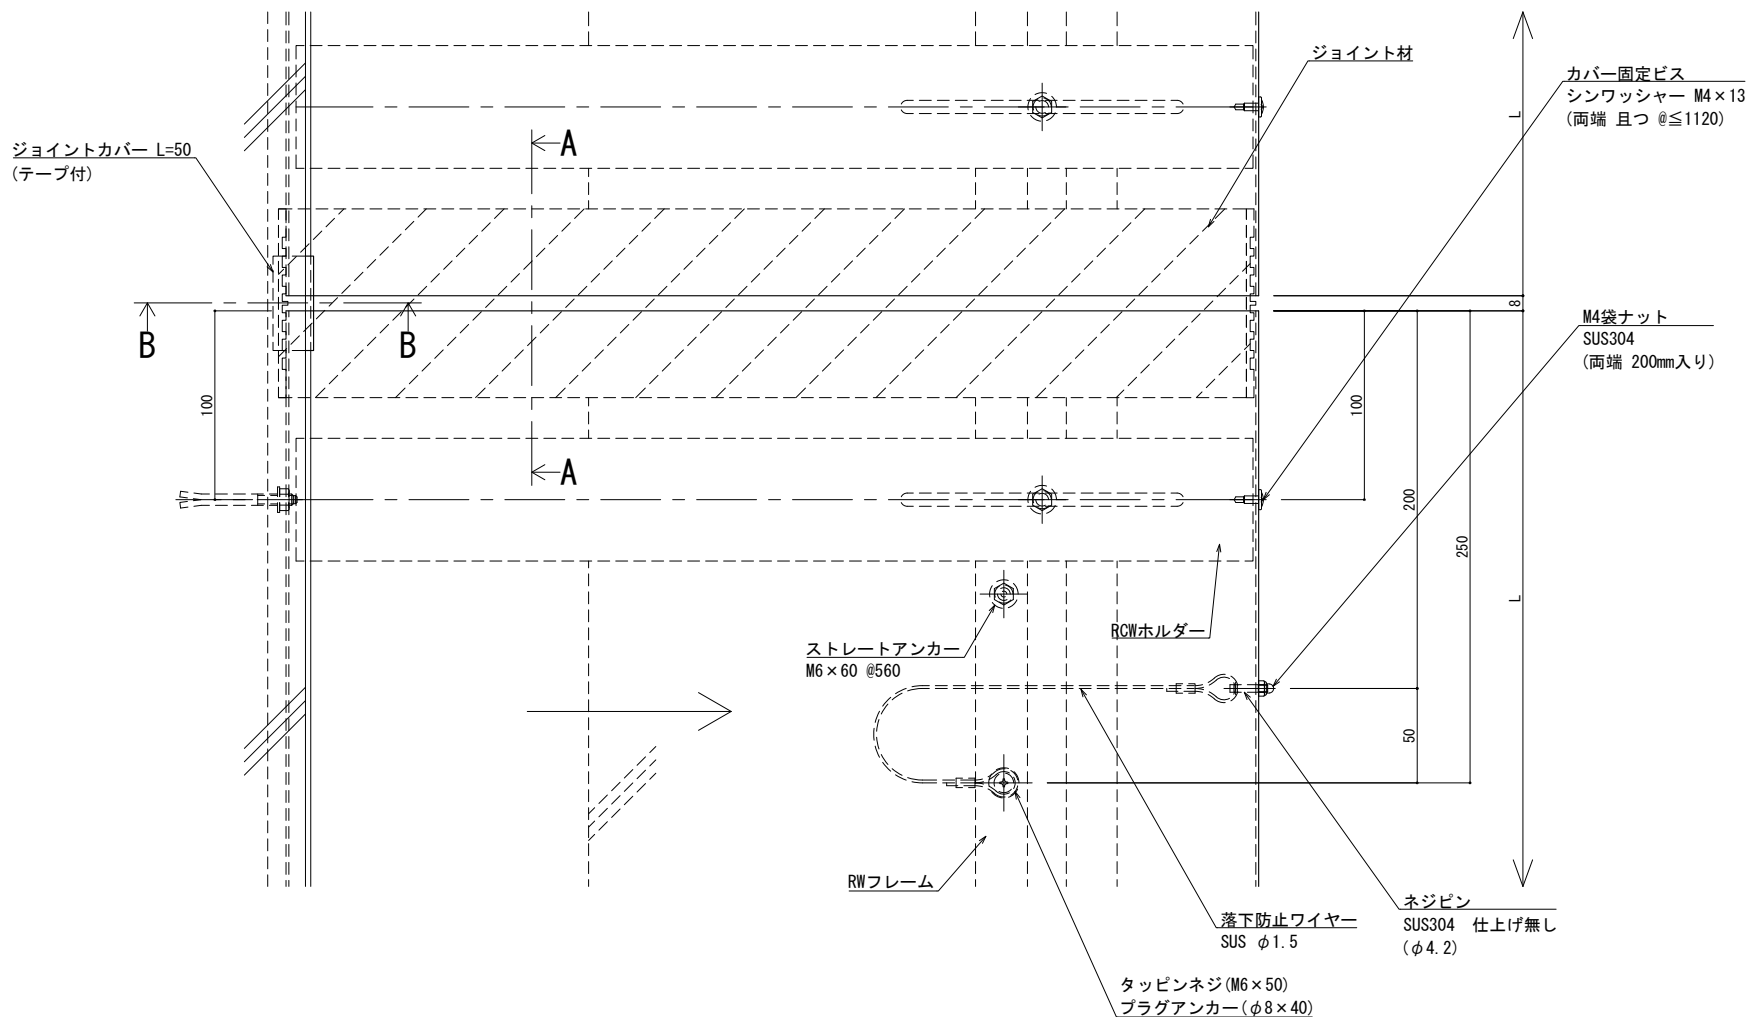 ジョイント材
カバー固定ビス
シンワッシャー M4×13
(両端 且つ @≦1120)
L
A
ジョイントカバー L=50
(テープ付)
8
M4袋ナット
SUS304
(両端 200mm入り)
B
B
100
100
A
200
250
L
RCWホルダー
ストレートアンカー
M6×60 @560
50
RWフレーム
ネジピン
SUS304 仕上げ無し
(φ4.2)
落下防止ワイヤー
SUS φ1.5
タッピンネジ(M6×50)
プラグアンカー(φ8×40)